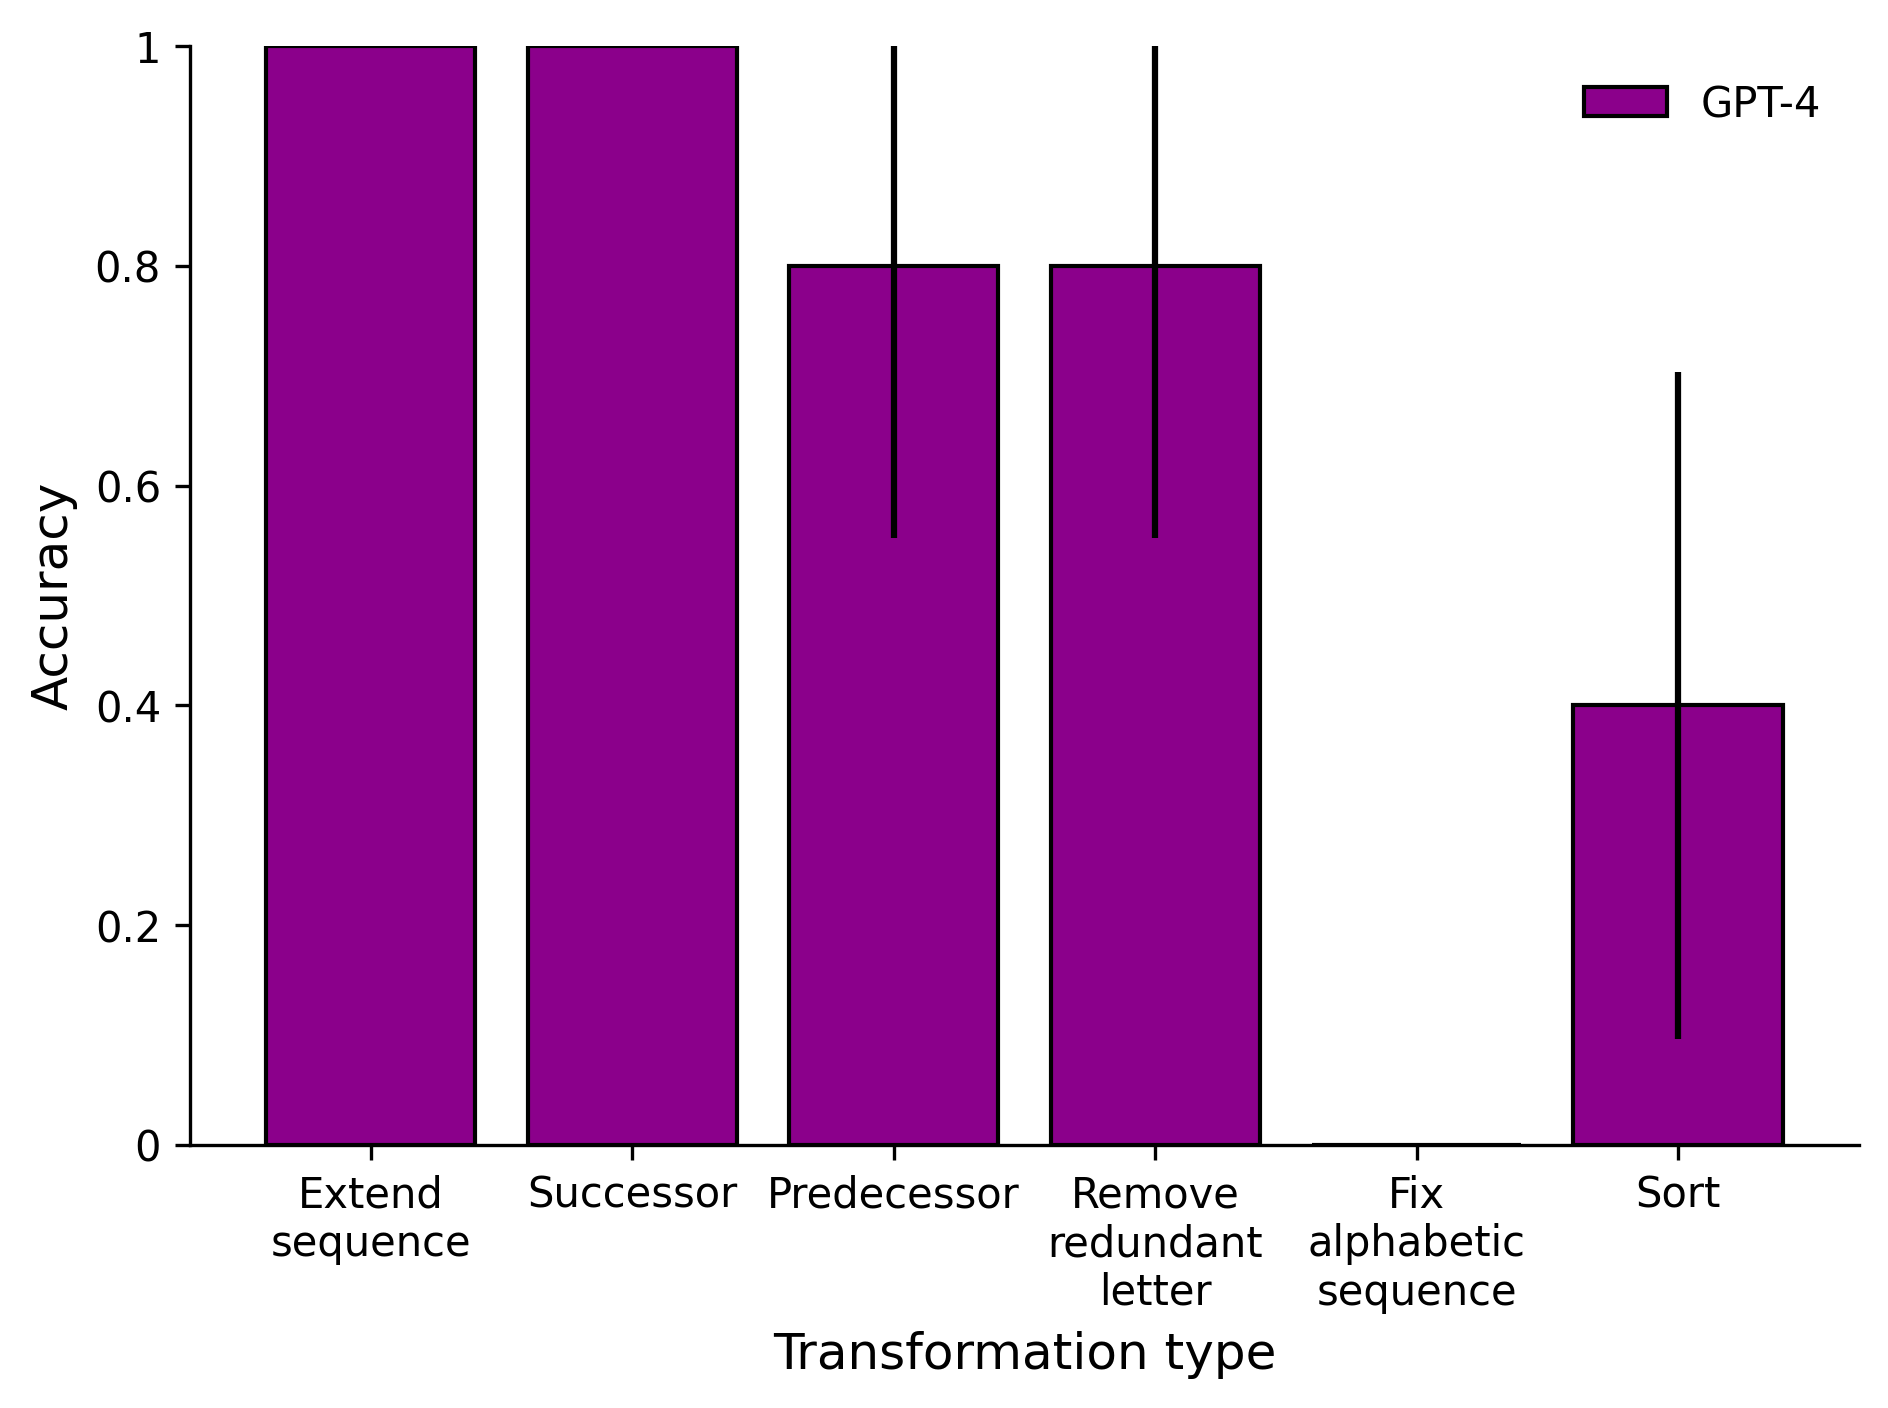 GPT-4
Accuracy
1
0.8
0.6
0.4
0.2
0
Extend
sequence
Successor
Predecessor
Remove
redundant
letter
Fix
alphabetic
sequence
Sort
Transformation type